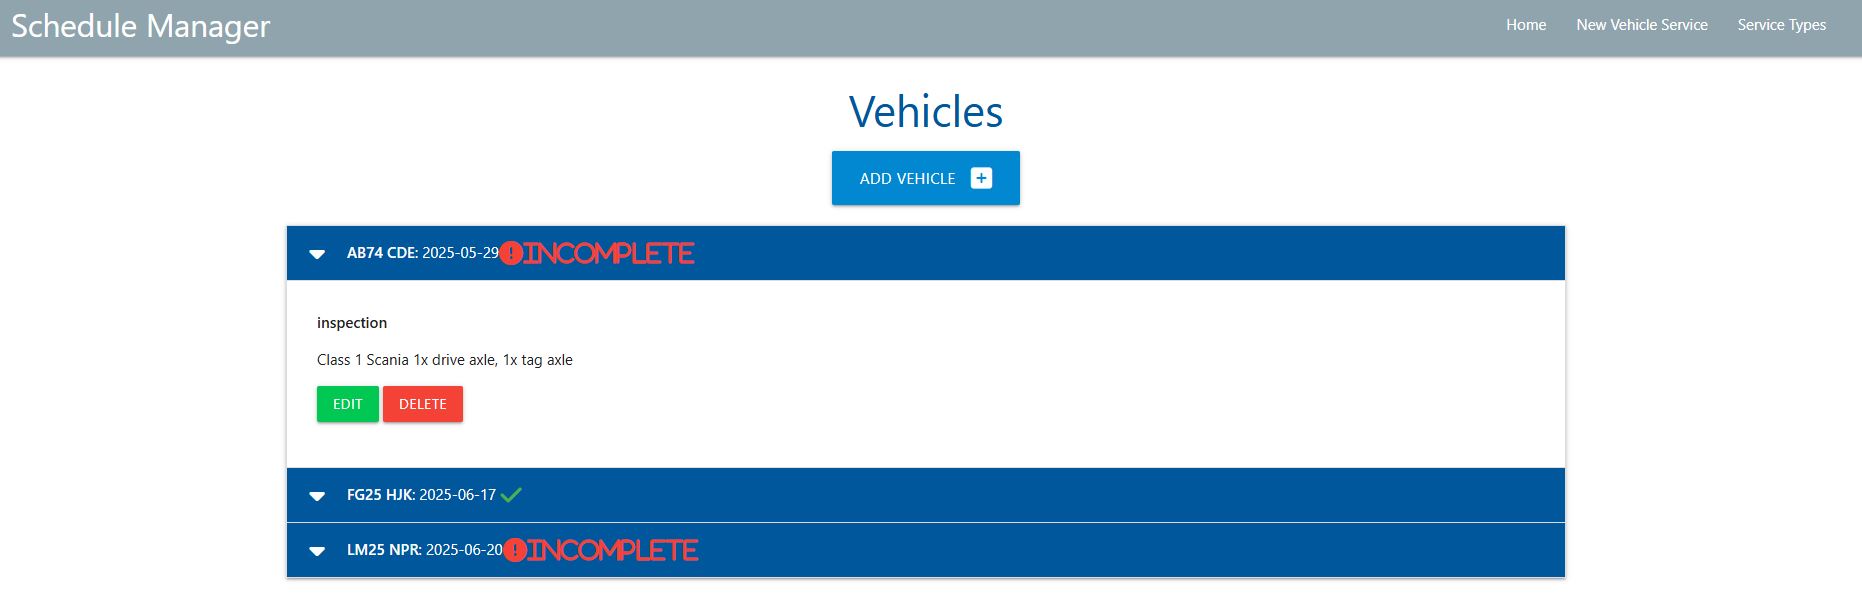 Schedule Manager
Home New Vehicle Service Service Types
Vehicles
ADD VEHICLE
AB74 CDE: 2025-05-29 INCOMPLETE
inspection
Class 1 Scania 1x drive axle, 1x tag axle
EDIT DELETE
FG25 HJK: 2025-06-17
LM25 NPR: 2025-06-20 INCOMPLETE